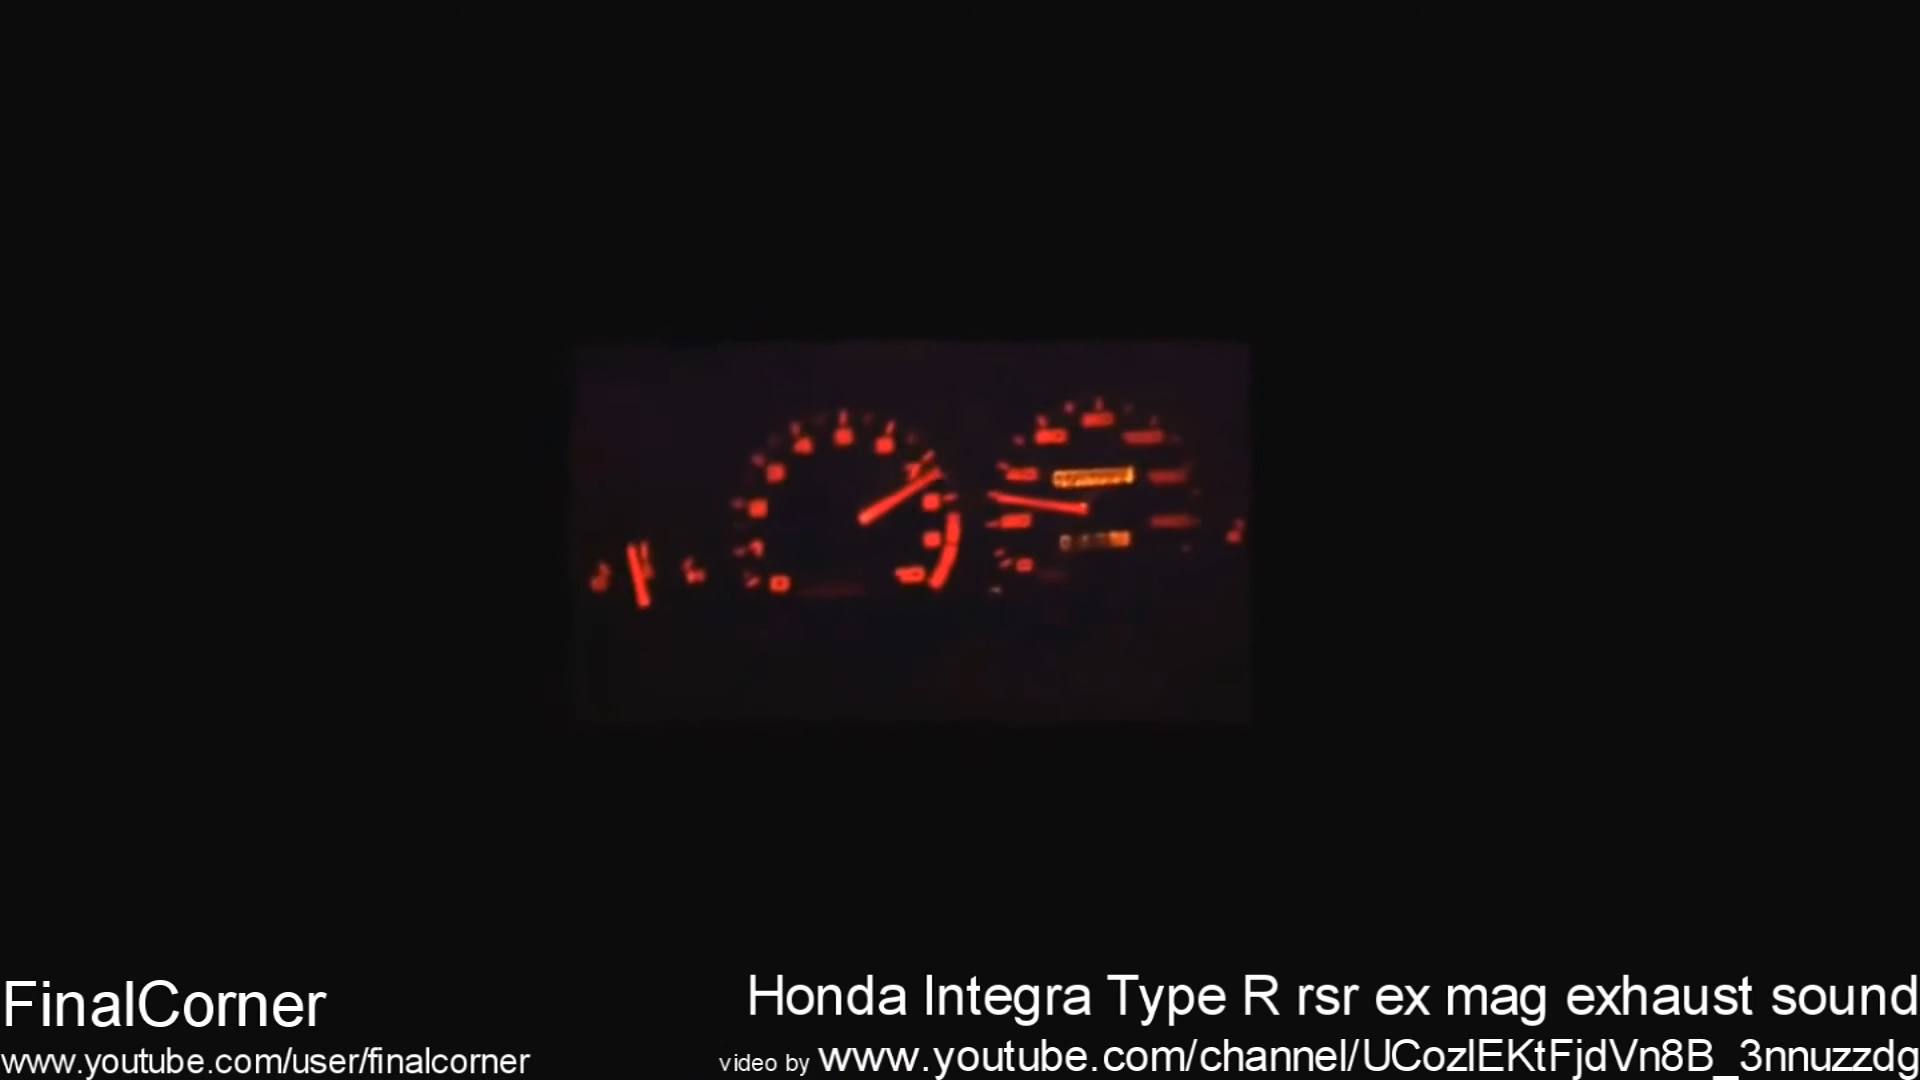 FinalCorner
www.youtube.com/user/finalcorner
Honda Integra Type R rsr ex mag exhaust sound
video by www.youtube.com/channel/UCozlEKtFjdVn8B_3nnuzzdg